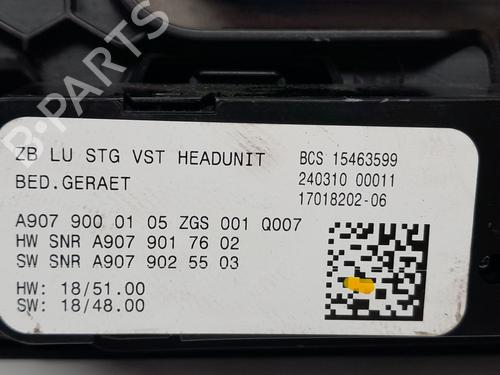 ZB LU STG VST HEADUNIT BCS 15463599
BED.GERAET 240310 00011
17018202-06
A907 900 01 05 ZGS 001 Q007
HW SNR A907 901 76 02
SW SNR A907 902 55 03
HW: 18/51.00
SW: 18/48.00
B-PARTS